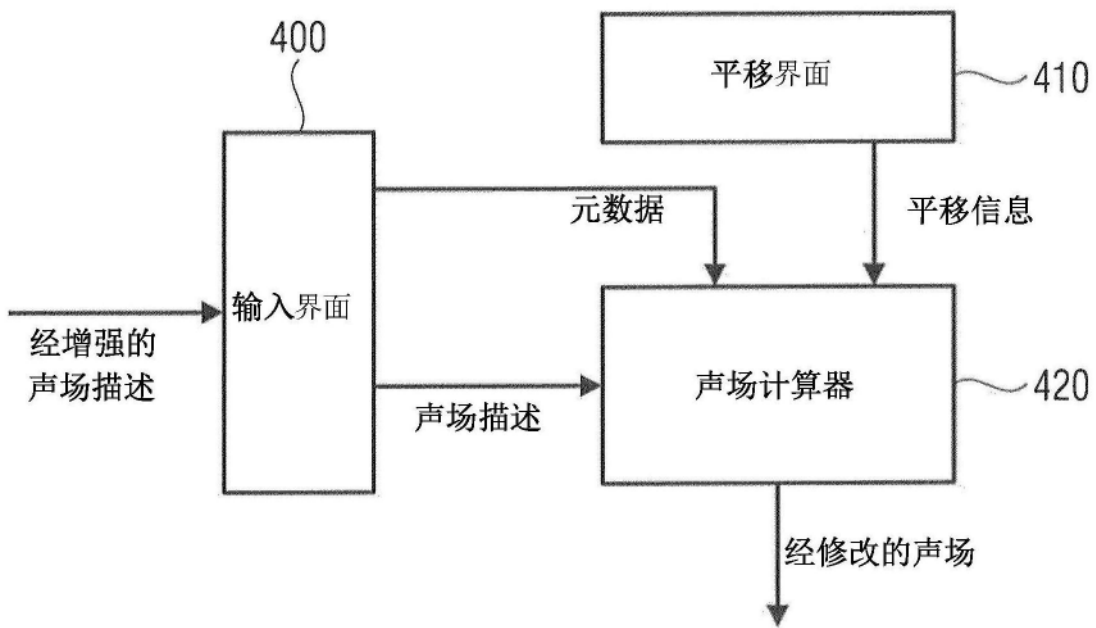 400
平移界面
410
元数据
平移信息
输入界面
经增强的
声场描述
声场描述
声场计算器
420
经修改的声场